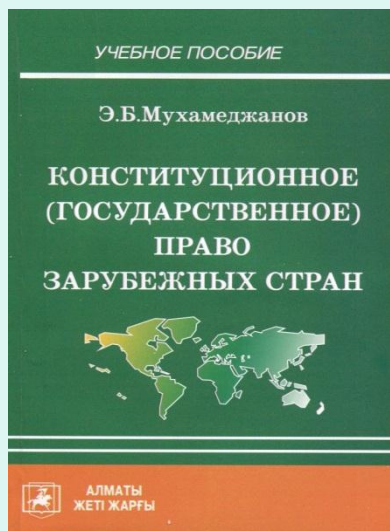 УЧЕБНОЕ ПОСОБИЕ
Э.Б.Мухамеджанов
КОНСТИТУЦИОННОЕ
(ГОСУДАРСТВЕННОЕ)
ПРАВО
ЗАРУБЕЖНЫХ СТРАН
АЛМАТЫ
ЖЕТІ ЖАРҒЫ